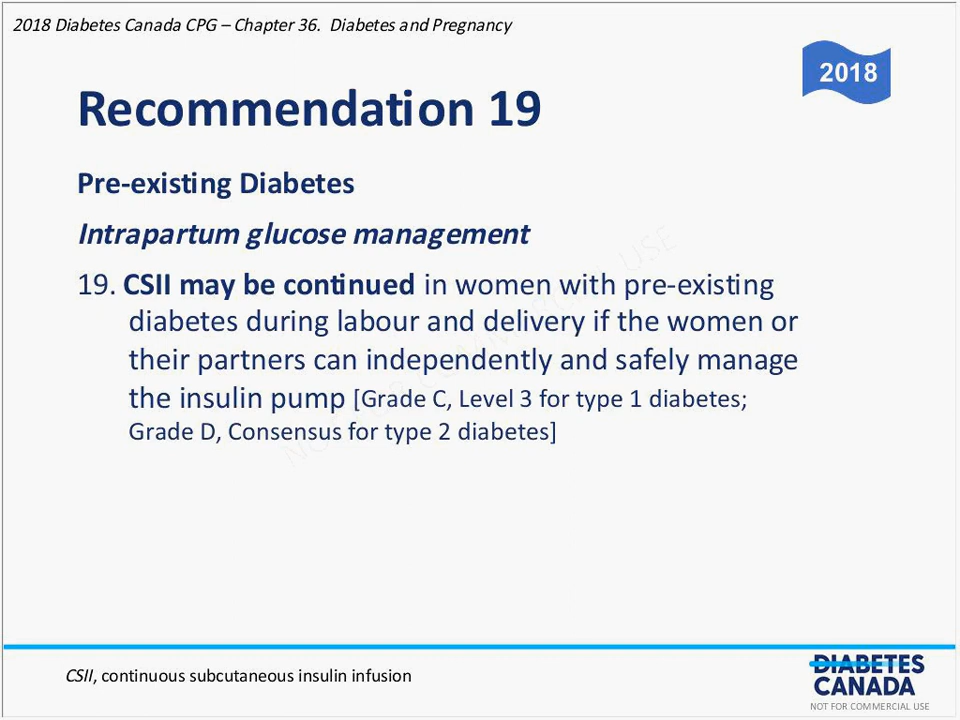 2018 Diabetes Canada CPG – Chapter 36. Diabetes and Pregnancy
2018
Recommendation 19
Pre-existing Diabetes
Intrapartum glucose management
19. CSII may be continued in women with pre-existing
diabetes during labour and delivery if the women or
their partners can independently and safely manage
the insulin pump [Grade C, Level 3 for type 1 diabetes;
Grade D, Consensus for type 2 diabetes]
CSII, continuous subcutaneous insulin infusion
DIABETES
CANADA
NOT FOR COMMERCIAL USE